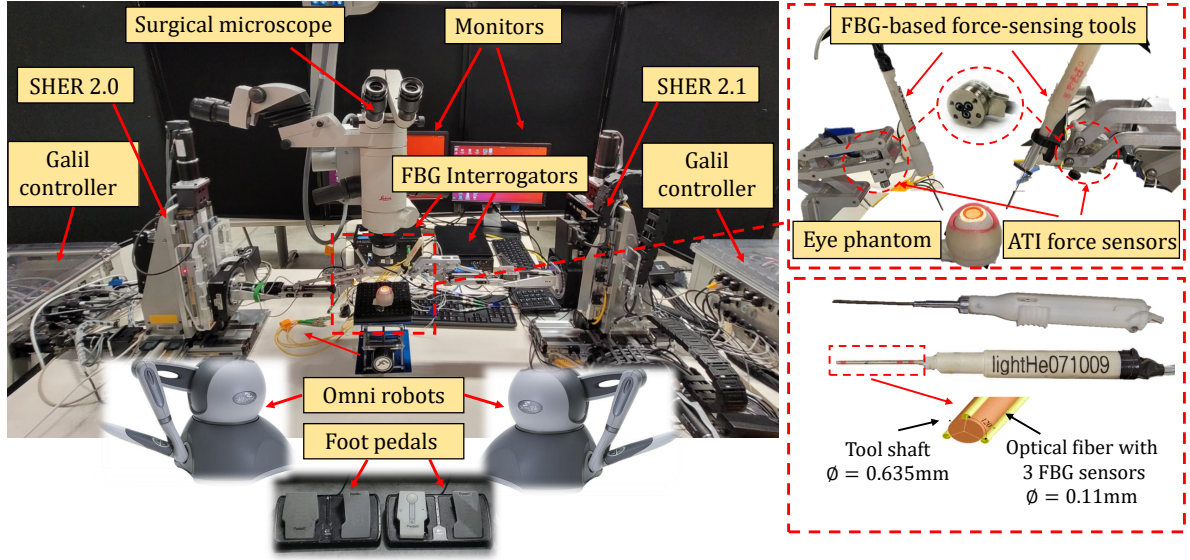 Surgical microscope
Monitors
SHER 2.0
SHER 2.1
Galil
controller
Galil
controller
FBG Interrogators
Omni robots
Foot pedals
FBG-based force-sensing tools
Eye phantom
ATI force sensors
lightHe071009
Tool shaft
∅ = 0.635mm
Optical fiber with
3 FBG sensors
∅ = 0.11mm